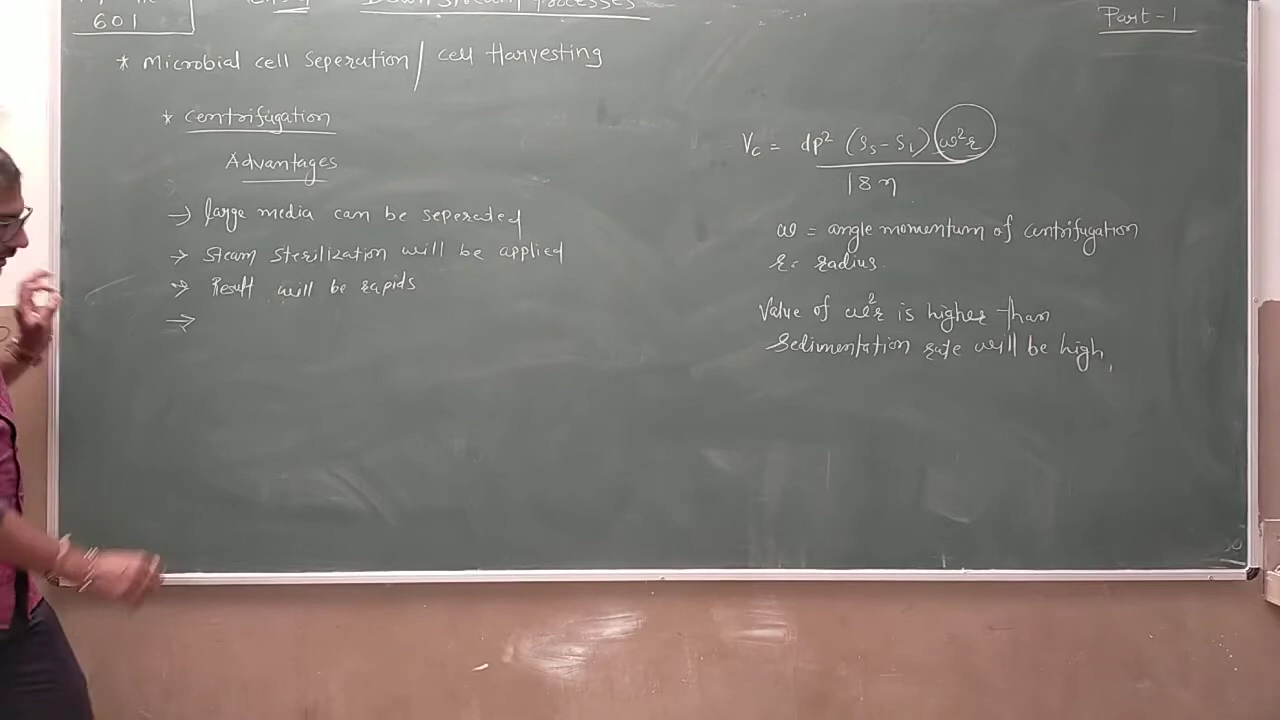 601
Downstream processes
Part-1
* Microbial cell Seperation/ cell Harvesting
* Centrifugation
Advantages
→ large media can be seperated
→ steam sterilization will be applied
→ Result will be rapids
→
Vc = dp² (ρs - ρl) ω²r
18 η
ω = angle momentum of centrifugation
r = radius.
Value of ω²r is higher than
Sedimentation rate will be high,